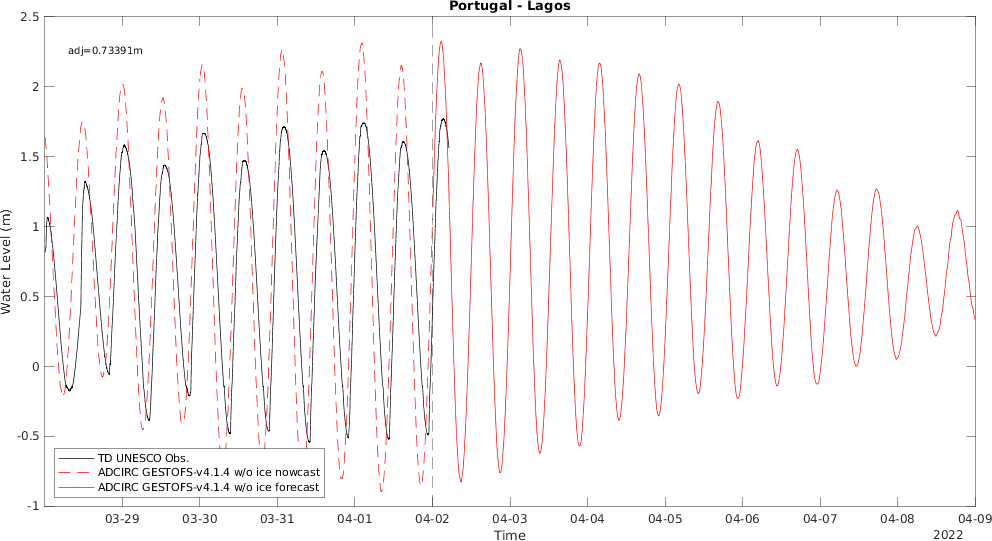 Portugal - Lagos
adj=0.73391m
2.5
2
1.5
1
0.5
0
-0.5
-1
Water Level (m)
TD UNESCO Obs.
ADCIRC GESTOFS-v4.1.4 w/o ice nowcast
ADCIRC GESTOFS-v4.1.4 w/o ice forecast
03-29 03-30 03-31 04-01 04-02 04-03 04-04 04-05 04-06 04-07 04-08 04-09
Time
2022